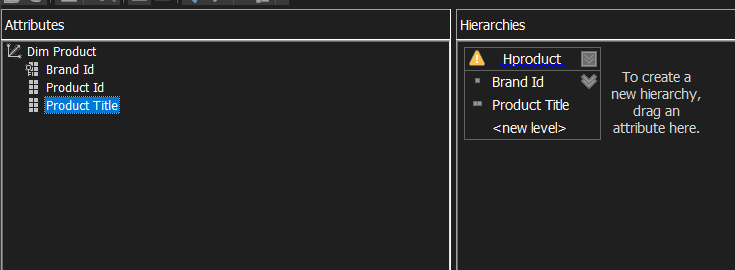 Attributes
Dim Product
Brand Id
Product Id
Product Title
Hierarchies
Hproduct
Brand Id
Product Title
<new level>
To create a
new hierarchy,
drag an
attribute here.